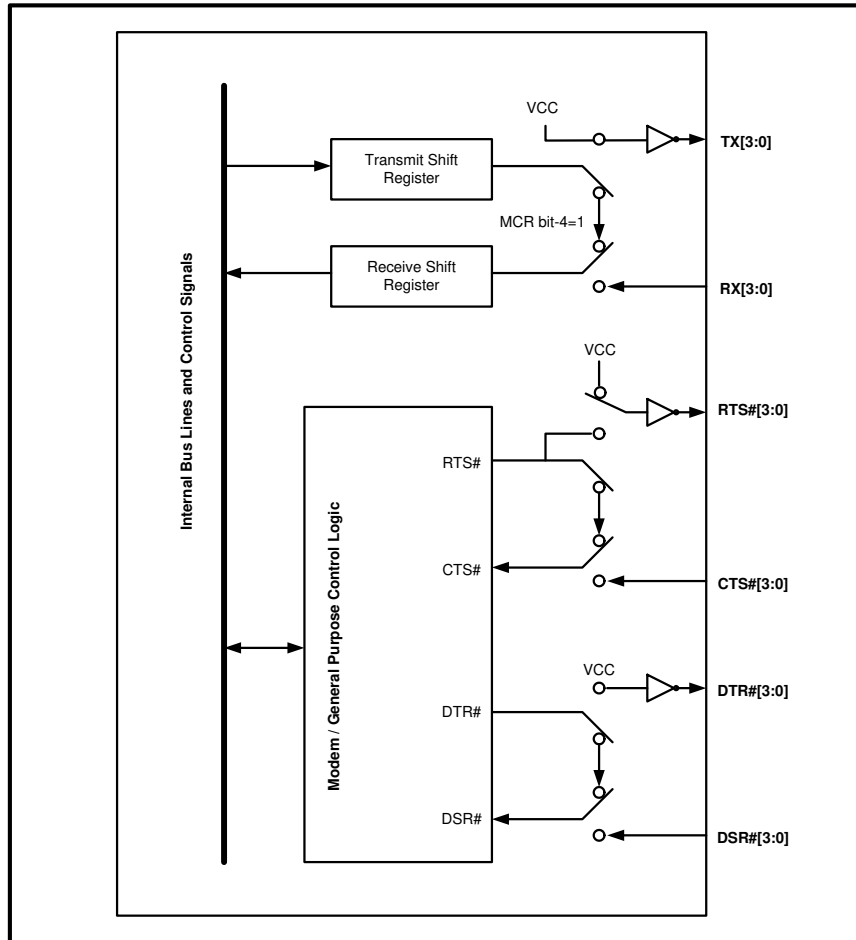 VCC
TX[3:0]
Transmit Shift
Register
MCR bit-4=1
Receive Shift
Register
RX[3:0]
Internal Bus Lines and Control Signals
VCC
RTS#[3:0]
RTS#
Modem / General Purpose Control Logic
CTS#
CTS#[3:0]
VCC
DTR#[3:0]
DTR#
DSR#
DSR#[3:0]